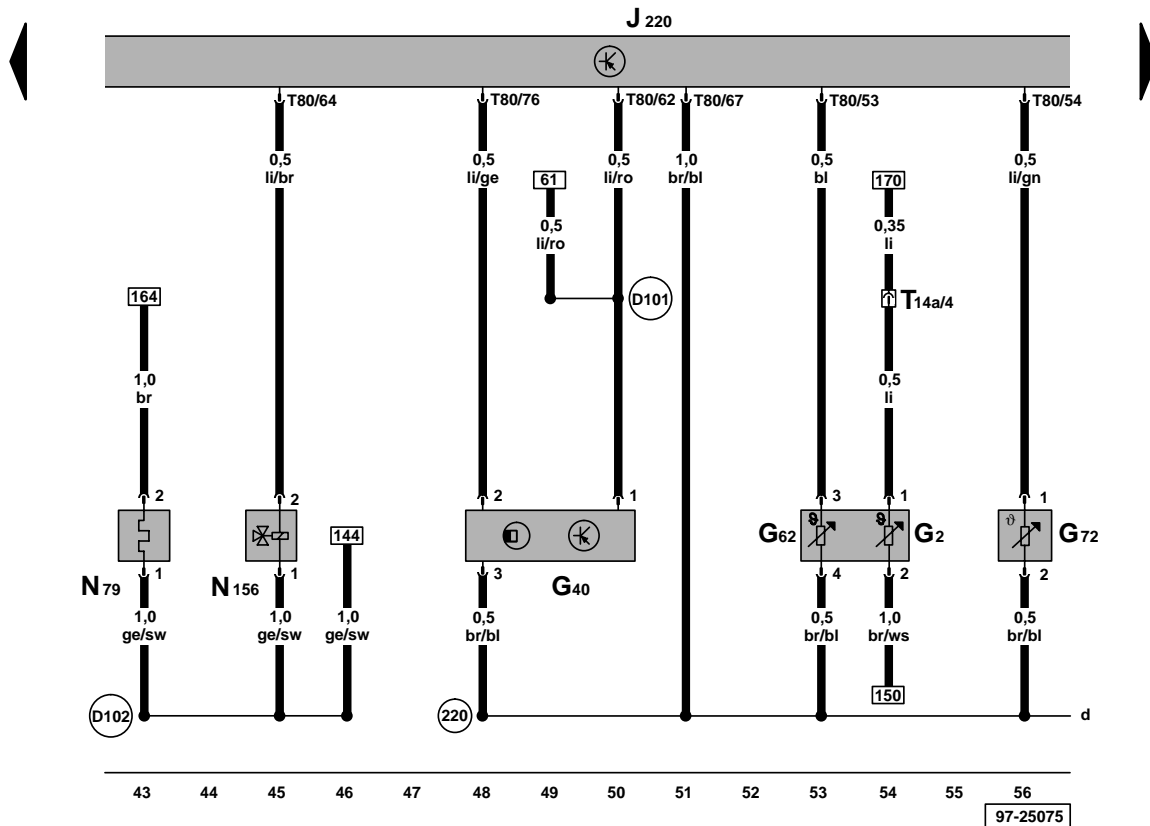 J 220
T80/64
T80/76
T80/62
T80/67
T80/53
T80/54
0,5
li/br
0,5
li/ge
0,5
li/ro
1,0
br/bl
0,5
bl
0,5
li/gn
61
170
0,5
li/ro
0,35
li
164
D101
T14a/4
1,0
br
0,5
li
2
2
2
1
3
1
1
144
ϑ
ϑ
ϑ
N79
N156
G40
G62
G2
G72
1
1
3
4
2
2
1,0
ge/sw
1,0
ge/sw
1,0
ge/sw
0,5
br/bl
0,5
br/bl
1,0
br/ws
0,5
br/bl
150
D102
220
d
43 44 45 46 47 48 49 50 51 52 53 54 55 56
97-25075